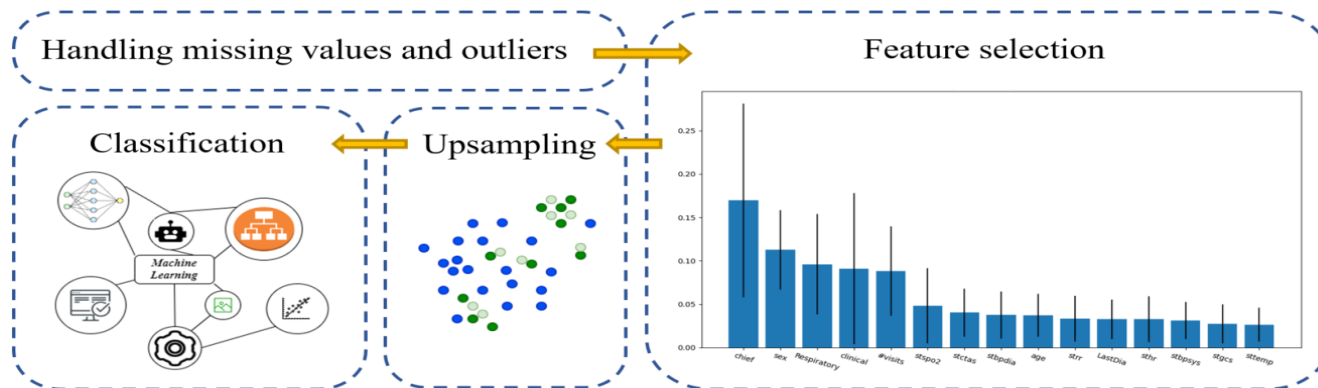 Handling missing values and outliers
Feature selection
Classification
Upsampling
Machine
Learning
0.25
0.20
0.15
0.10
0.05
0.00
chief sex Respiratory clinical #visits stspo2 stctas stbpdia age strr LastDia sthr stbpsys stgcs sttemp